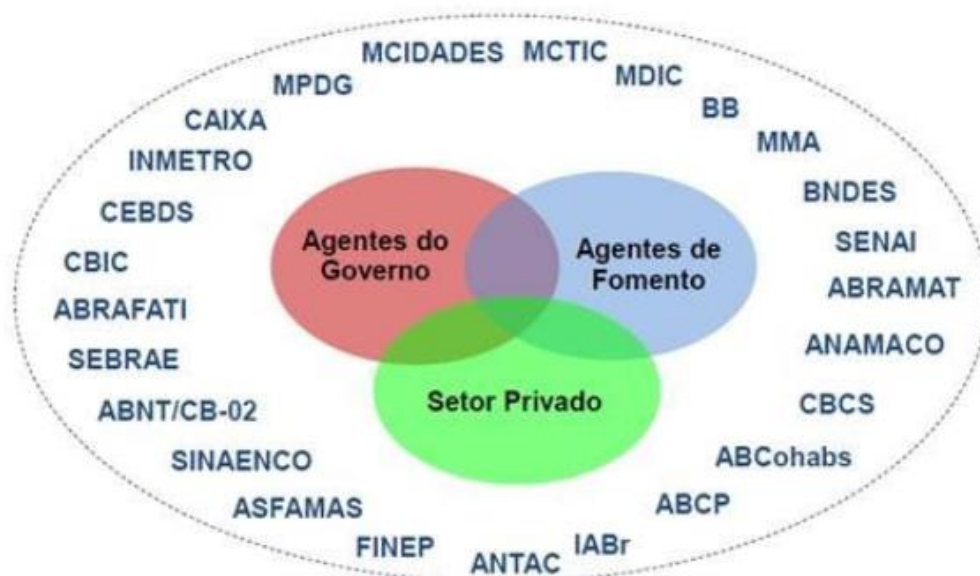 MCIDADES
MCTIC
MPDG
MDIC
CAIXA
BB
INMETRO
MMA
CEBDS
BNDES
CBIC
SENAI
ABRAFATI
ABRAMAT
SEBRAE
ANAMACO
ABNT/CB-02
CBCS
SINAENCO
ABCohabs
ASFAMAS
ABCP
FINEP
IABr
ANTAC
Agentes do
Governo
Agentes de
Fomento
Setor Privado